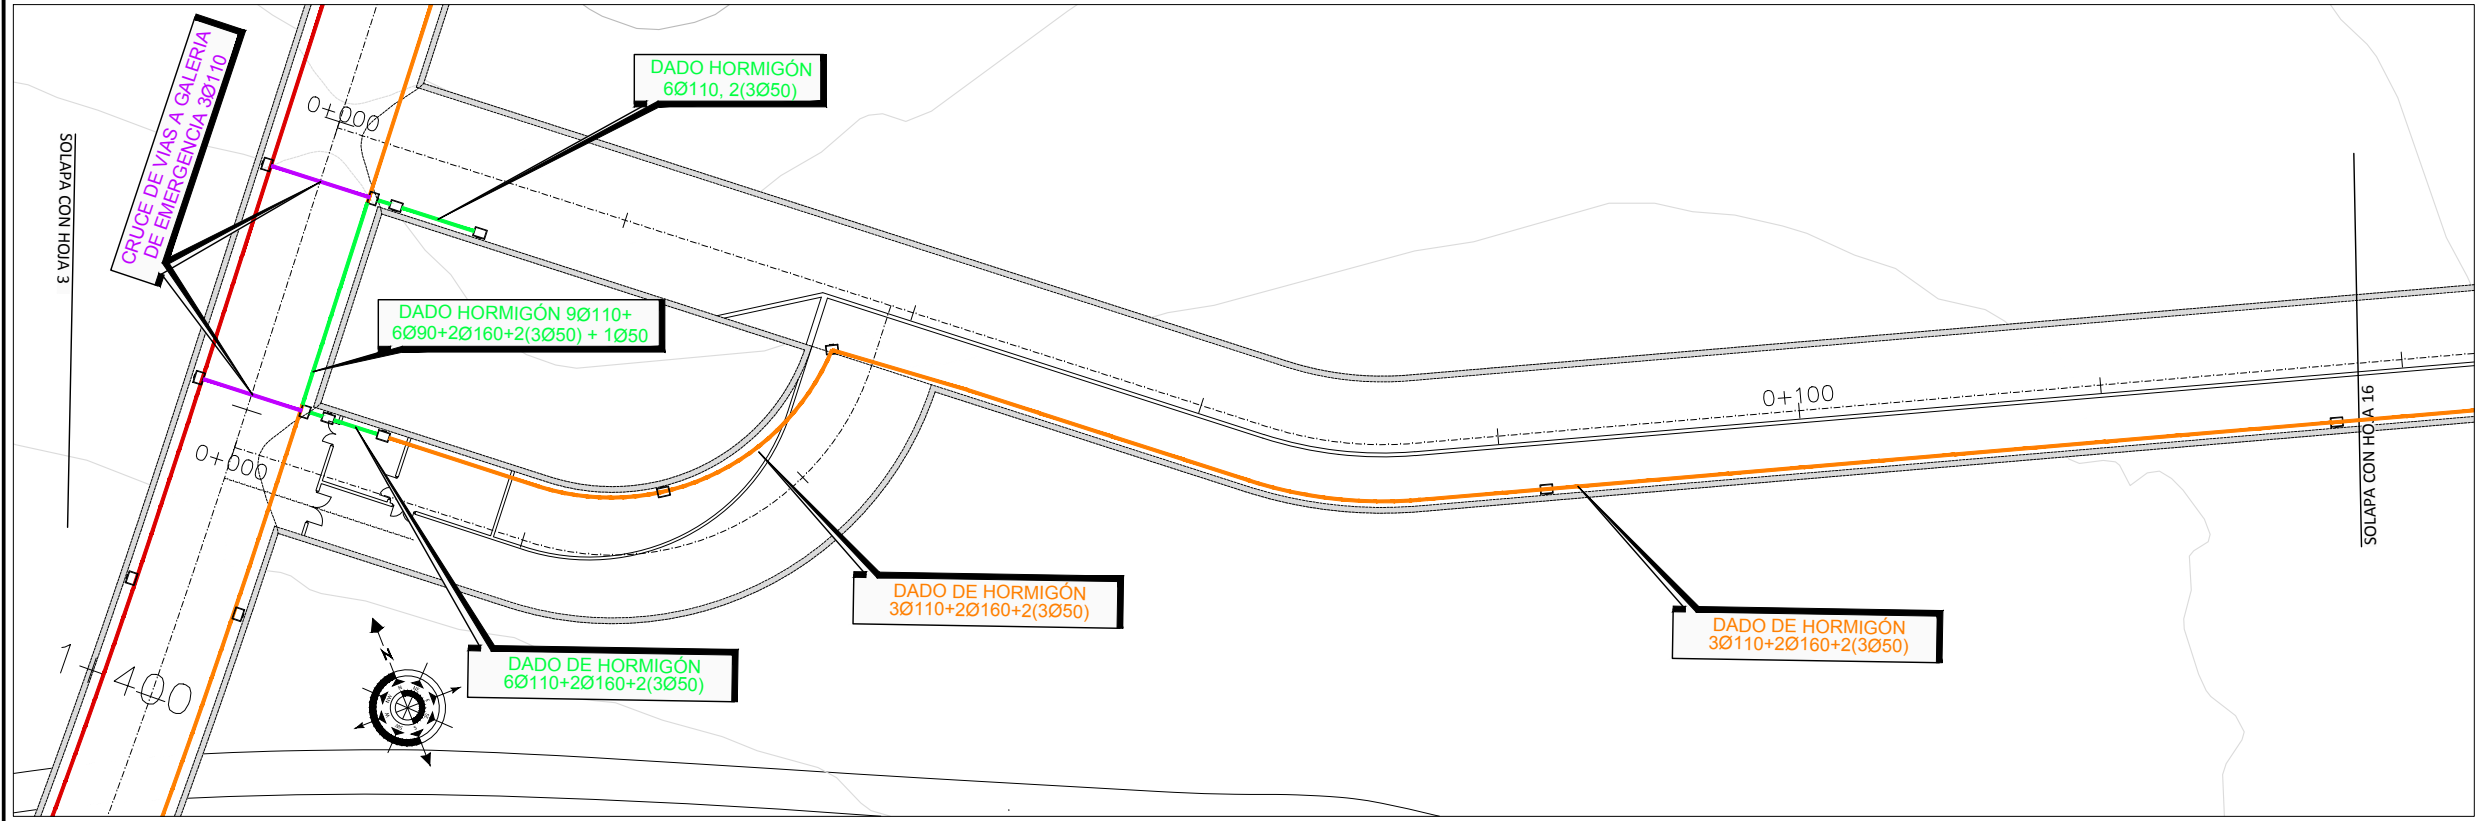 CRUCE DE VIAS A GALERIA
DE EMERGENCIA 3Ø110
SOLAPA CON HOJA 3
0+000
DADO HORMIGÓN
6Ø110, 2(3Ø50)
DADO HORMIGÓN 9Ø110+
6Ø90+2Ø160+2(3Ø50) + 1Ø50
0+000
1+400
N
DADO DE HORMIGÓN
6Ø110+2Ø160+2(3Ø50)
DADO DE HORMIGÓN
3Ø110+2Ø160+2(3Ø50)
0+100
DADO DE HORMIGÓN
3Ø110+2Ø160+2(3Ø50)
SOLAPA CON HOJA 16